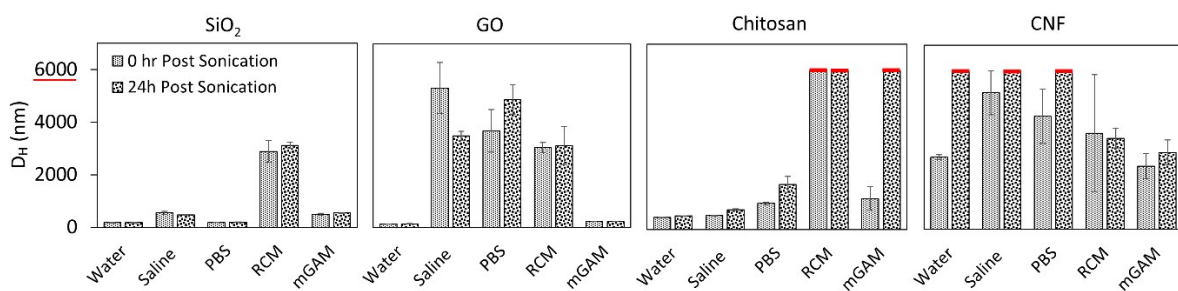 SiO₂
GO
Chitosan
CNF
0 hr Post Sonication
24h Post Sonication
D_H (nm)
6000
4000
2000
0
Water Saline PBS RCM mGAM
Water Saline PBS RCM mGAM
Water Saline PBS RCM mGAM
Water Saline PBS RCM mGAM